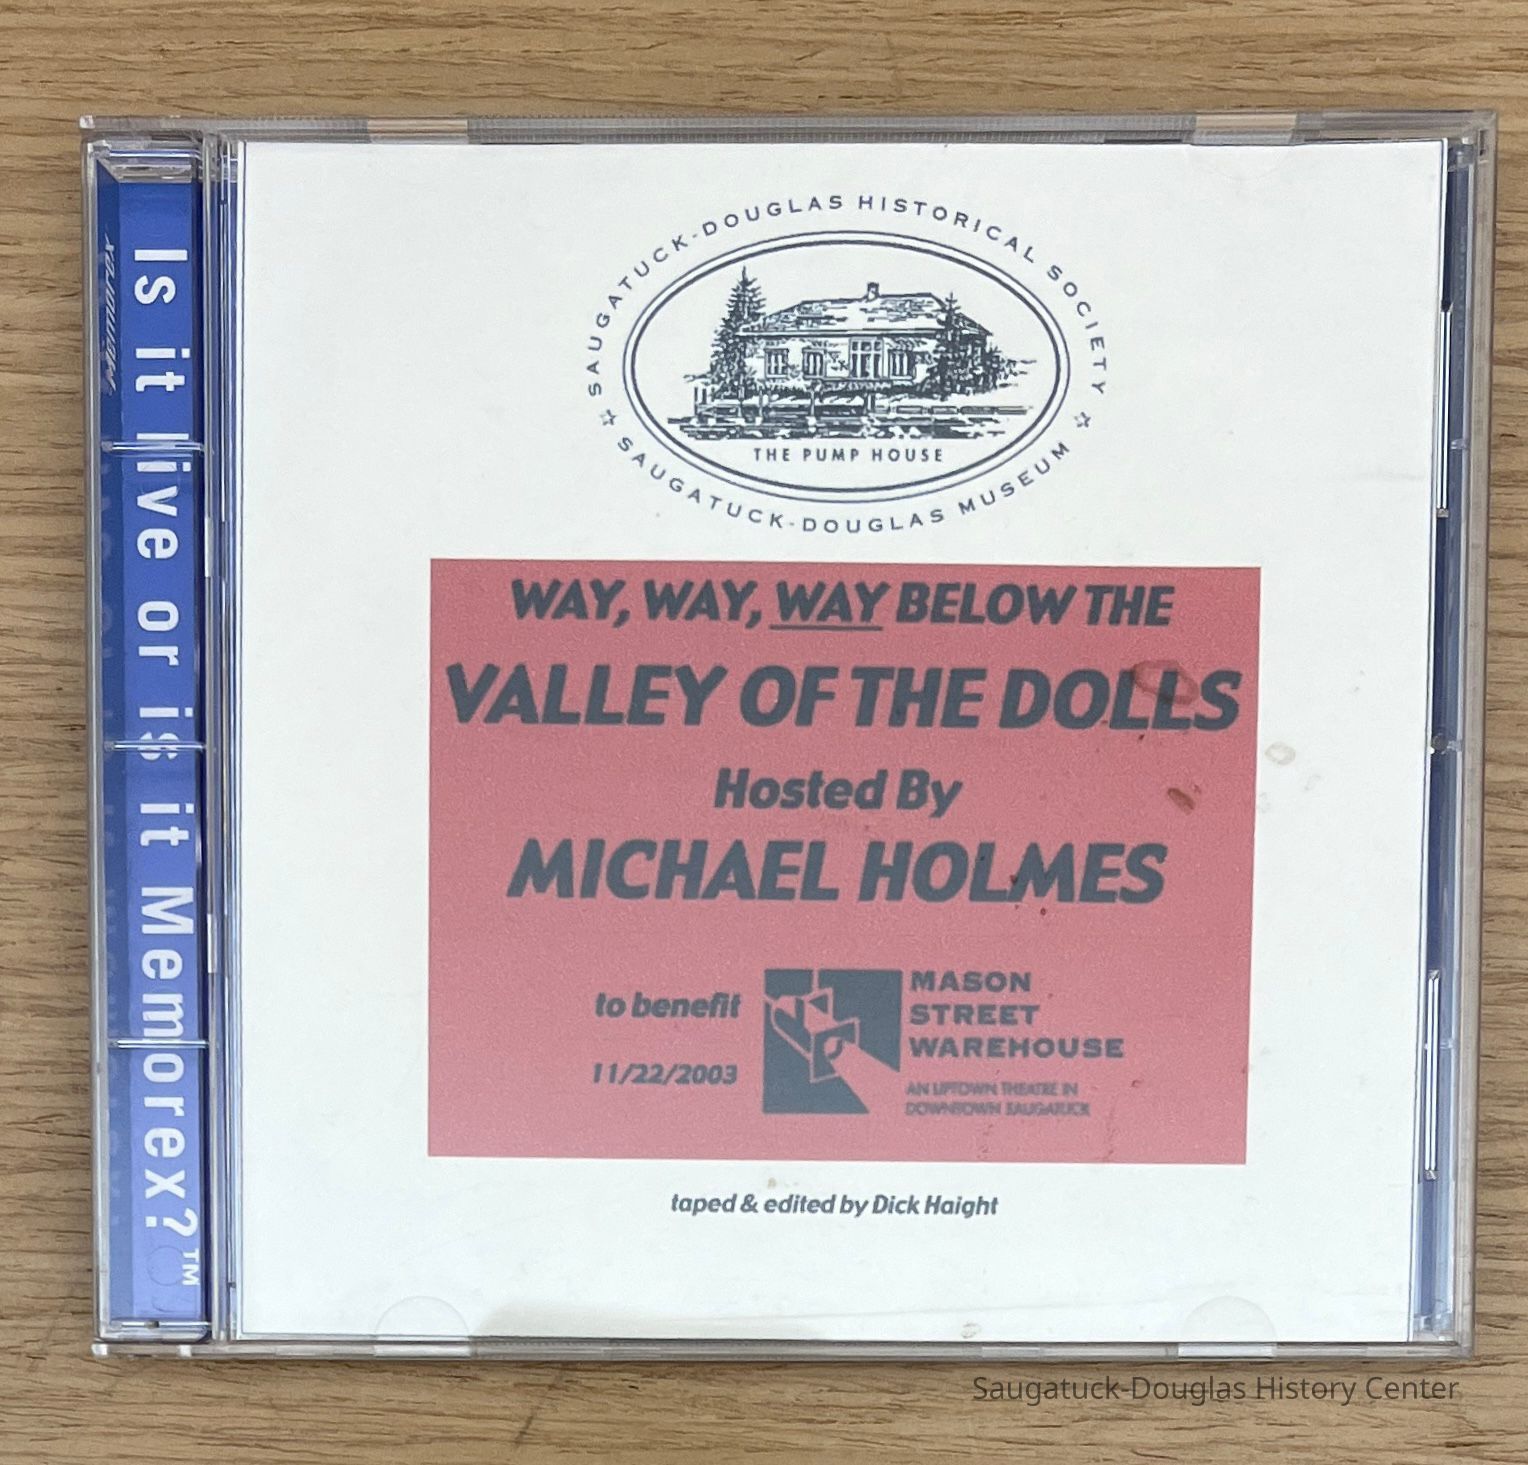 Memorex
Is it live or is it Memorex?™
SAUGATUCK-DOUGLAS HISTORICAL SOCIETY
THE PUMP HOUSE
☆ SAUGATUCK-DOUGLAS MUSEUM ☆
WAY, WAY, WAY BELOW THE
VALLEY OF THE DOLLS
Hosted By
MICHAEL HOLMES
to benefit
11/22/2003
MASON
STREET
WAREHOUSE
AN UPTOWN THEATRE IN
DOWNTOWN SAUGATUCK
taped & edited by Dick Haight
Saugatuck-Douglas History Center